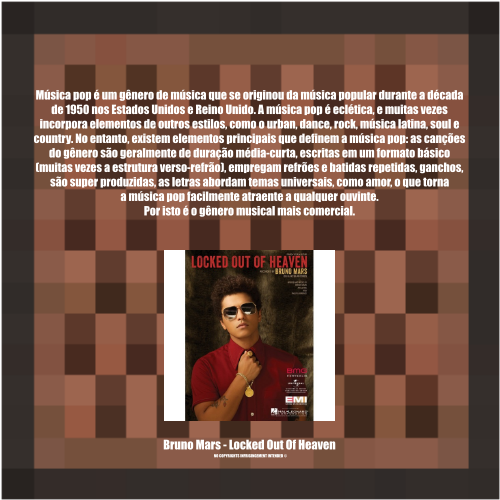 Música pop é um gênero de música que se originou da música popular durante a década
de 1950 nos Estados Unidos e Reino Unido. A música pop é eclética, e muitas vezes
incorpora elementos de outros estilos, como o urban, dance, rock, música latina, soul e
country. No entanto, existem elementos principais que definem a música pop: as canções
do gênero são geralmente de duração média-curta, escritas em um formato básico
(muitas vezes a estrutura verso-refrão), empregam refrões e batidas repetidas, ganchos,
são super produzidas, as letras abordam temas universais, como amor, o que torna
a música pop facilmente atraente a qualquer ouvinte.
Por isto é o gênero musical mais comercial.
LOCKED OUT OF HEAVEN
BRUNO MARS
BMG
EMI
Bruno Mars - Locked Out Of Heaven
NO COPYRIGHTS INFRINGEMENT INTENDED ©